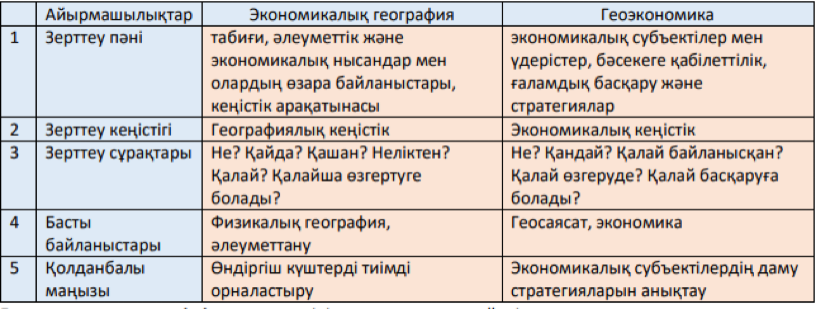 Айырмашылықтар Экономикалық география Геоэкономика
1 Зерттеу пәні табиғи, әлеуметтік және экономикалық субъектілер мен
экономикалық нысандар мен үдерістер, бәсекеге қабілеттілік,
олардың өзара байланыстары, ғаламдық басқару және
кеңістік арақатынасы стратегиялар
2 Зерттеу кеңістігі Географиялық кеңістік Экономикалық кеңістік
3 Зерттеу сұрақтары Не? Қайда? Қашан? Неліктен? Не? Қандай? Қалай байланысқан?
Қалай? Қалайша өзгертуге Қалай өзгеруде? Қалай басқаруға
болады? болады?
4 Басты Физикалық география, Геосаясат, экономика
байланыстары әлеуметтану
5 Қолданбалы Өндіргіш күштерді тиімді Экономикалық субъектілердің даму
маңызы орналастыру стратегияларын анықтау